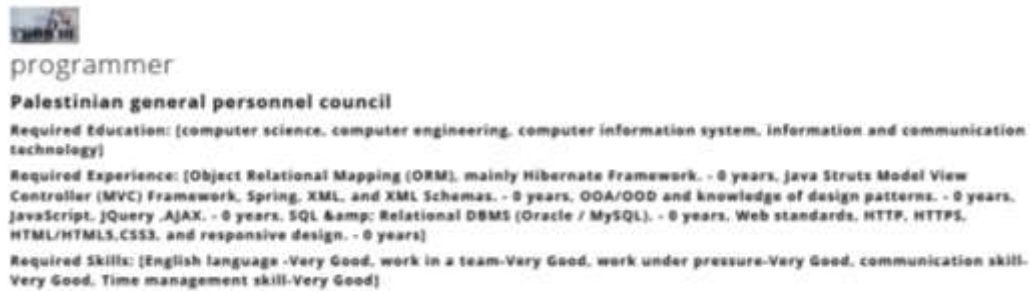 programmer
Palestinian general personnel council
Required Education: [computer science, computer engineering, computer information system, information and communication
technology]
Required Experience: [Object Relational Mapping (ORM), mainly Hibernate Framework. - 0 years, Java Struts Model View
Controller (MVC) Framework, Spring, XML, and XML Schemas. - 0 years, OOA/OOD and knowledge of design patterns. - 0 years,
JavaScript, JQuery ,AJAX. - 0 years, SQL &amp; Relational DBMS (Oracle / MySQL). - 0 years, Web standards, HTTP, HTTPS,
HTML/HTML5,CSS3, and responsive design. - 0 years]
Required Skills: [English language -Very Good, work in a team-Very Good, work under pressure-Very Good, communication skill-
Very Good, Time management skill-Very Good]